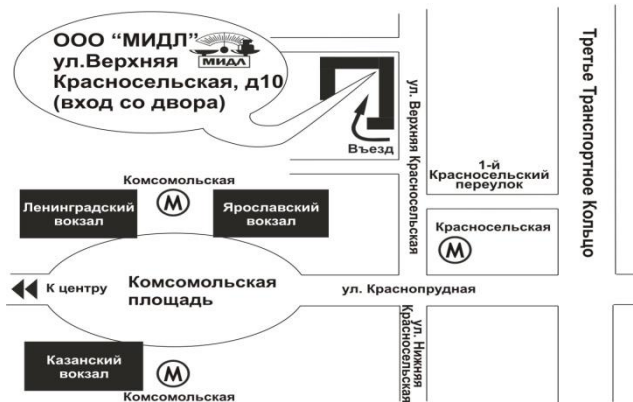 ООО “МИДЛ”
ул.Верхняя
Красносельская, д10
(вход со двора)
МИДЛ
Въезд
ул. Верхняя Красносельская
Третье Транспортное Кольцо
1-й
Красносельский
переулок
Комсомольская
М
Ленинградский
вокзал
Ярославский
вокзал
Красносельская
М
К центру
Комсомольская
площадь
ул. Краснопрудная
ул. Нижняя
Красносельская
Казанский
вокзал
М
Комсомольская